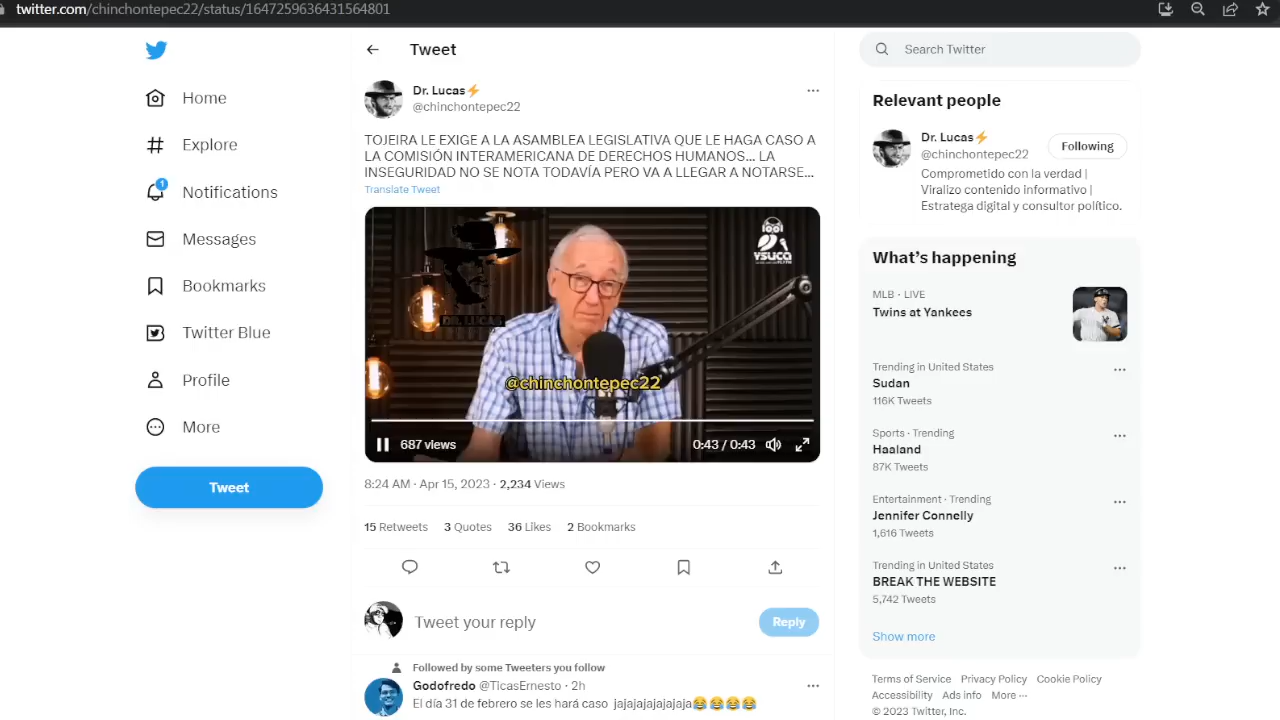 twitter.com/chinchontepec22/status/1647259636431564801
Home
Explore
1
Notifications
Messages
Bookmarks
Twitter Blue
Profile
More
Tweet
Tweet
Dr. Lucas⚡
@chinchontepec22
TOJEIRA LE EXIGE A LA ASAMBLEA LEGISLATIVA QUE LE HAGA CASO A
LA COMISIÓN INTERAMERICANA DE DERECHOS HUMANOS... LA
INSEGURIDAD NO SE NOTA TODAVÍA PERO VA A LLEGAR A NOTARSE...
Translate Tweet
YSUCA
DR. LUCAS
@chinchontepec22
687 views
0:43 / 0:43
8:24 AM · Apr 15, 2023 · 2,234 Views
15 Retweets 3 Quotes 36 Likes 2 Bookmarks
Tweet your reply
Reply
Followed by some Tweeters you follow
Godofredo @TicasErnesto · 2h
El día 31 de febrero se les hará caso jajajajajajajaja😂😂😂😂
Search Twitter
Relevant people
Dr. Lucas⚡
@chinchontepec22
Following
Comprometido con la verdad |
Viralizo contenido informativo |
Estratega digital y consultor político.
What's happening
MLB · LIVE
Twins at Yankees
Trending in United States
Sudan
116K Tweets
Sports · Trending
Haaland
87K Tweets
Entertainment · Trending
Jennifer Connelly
1,616 Tweets
Trending in United States
BREAK THE WEBSITE
5,742 Tweets
Show more
Terms of Service Privacy Policy Cookie Policy
Accessibility Ads info More ···
© 2023 Twitter, Inc.